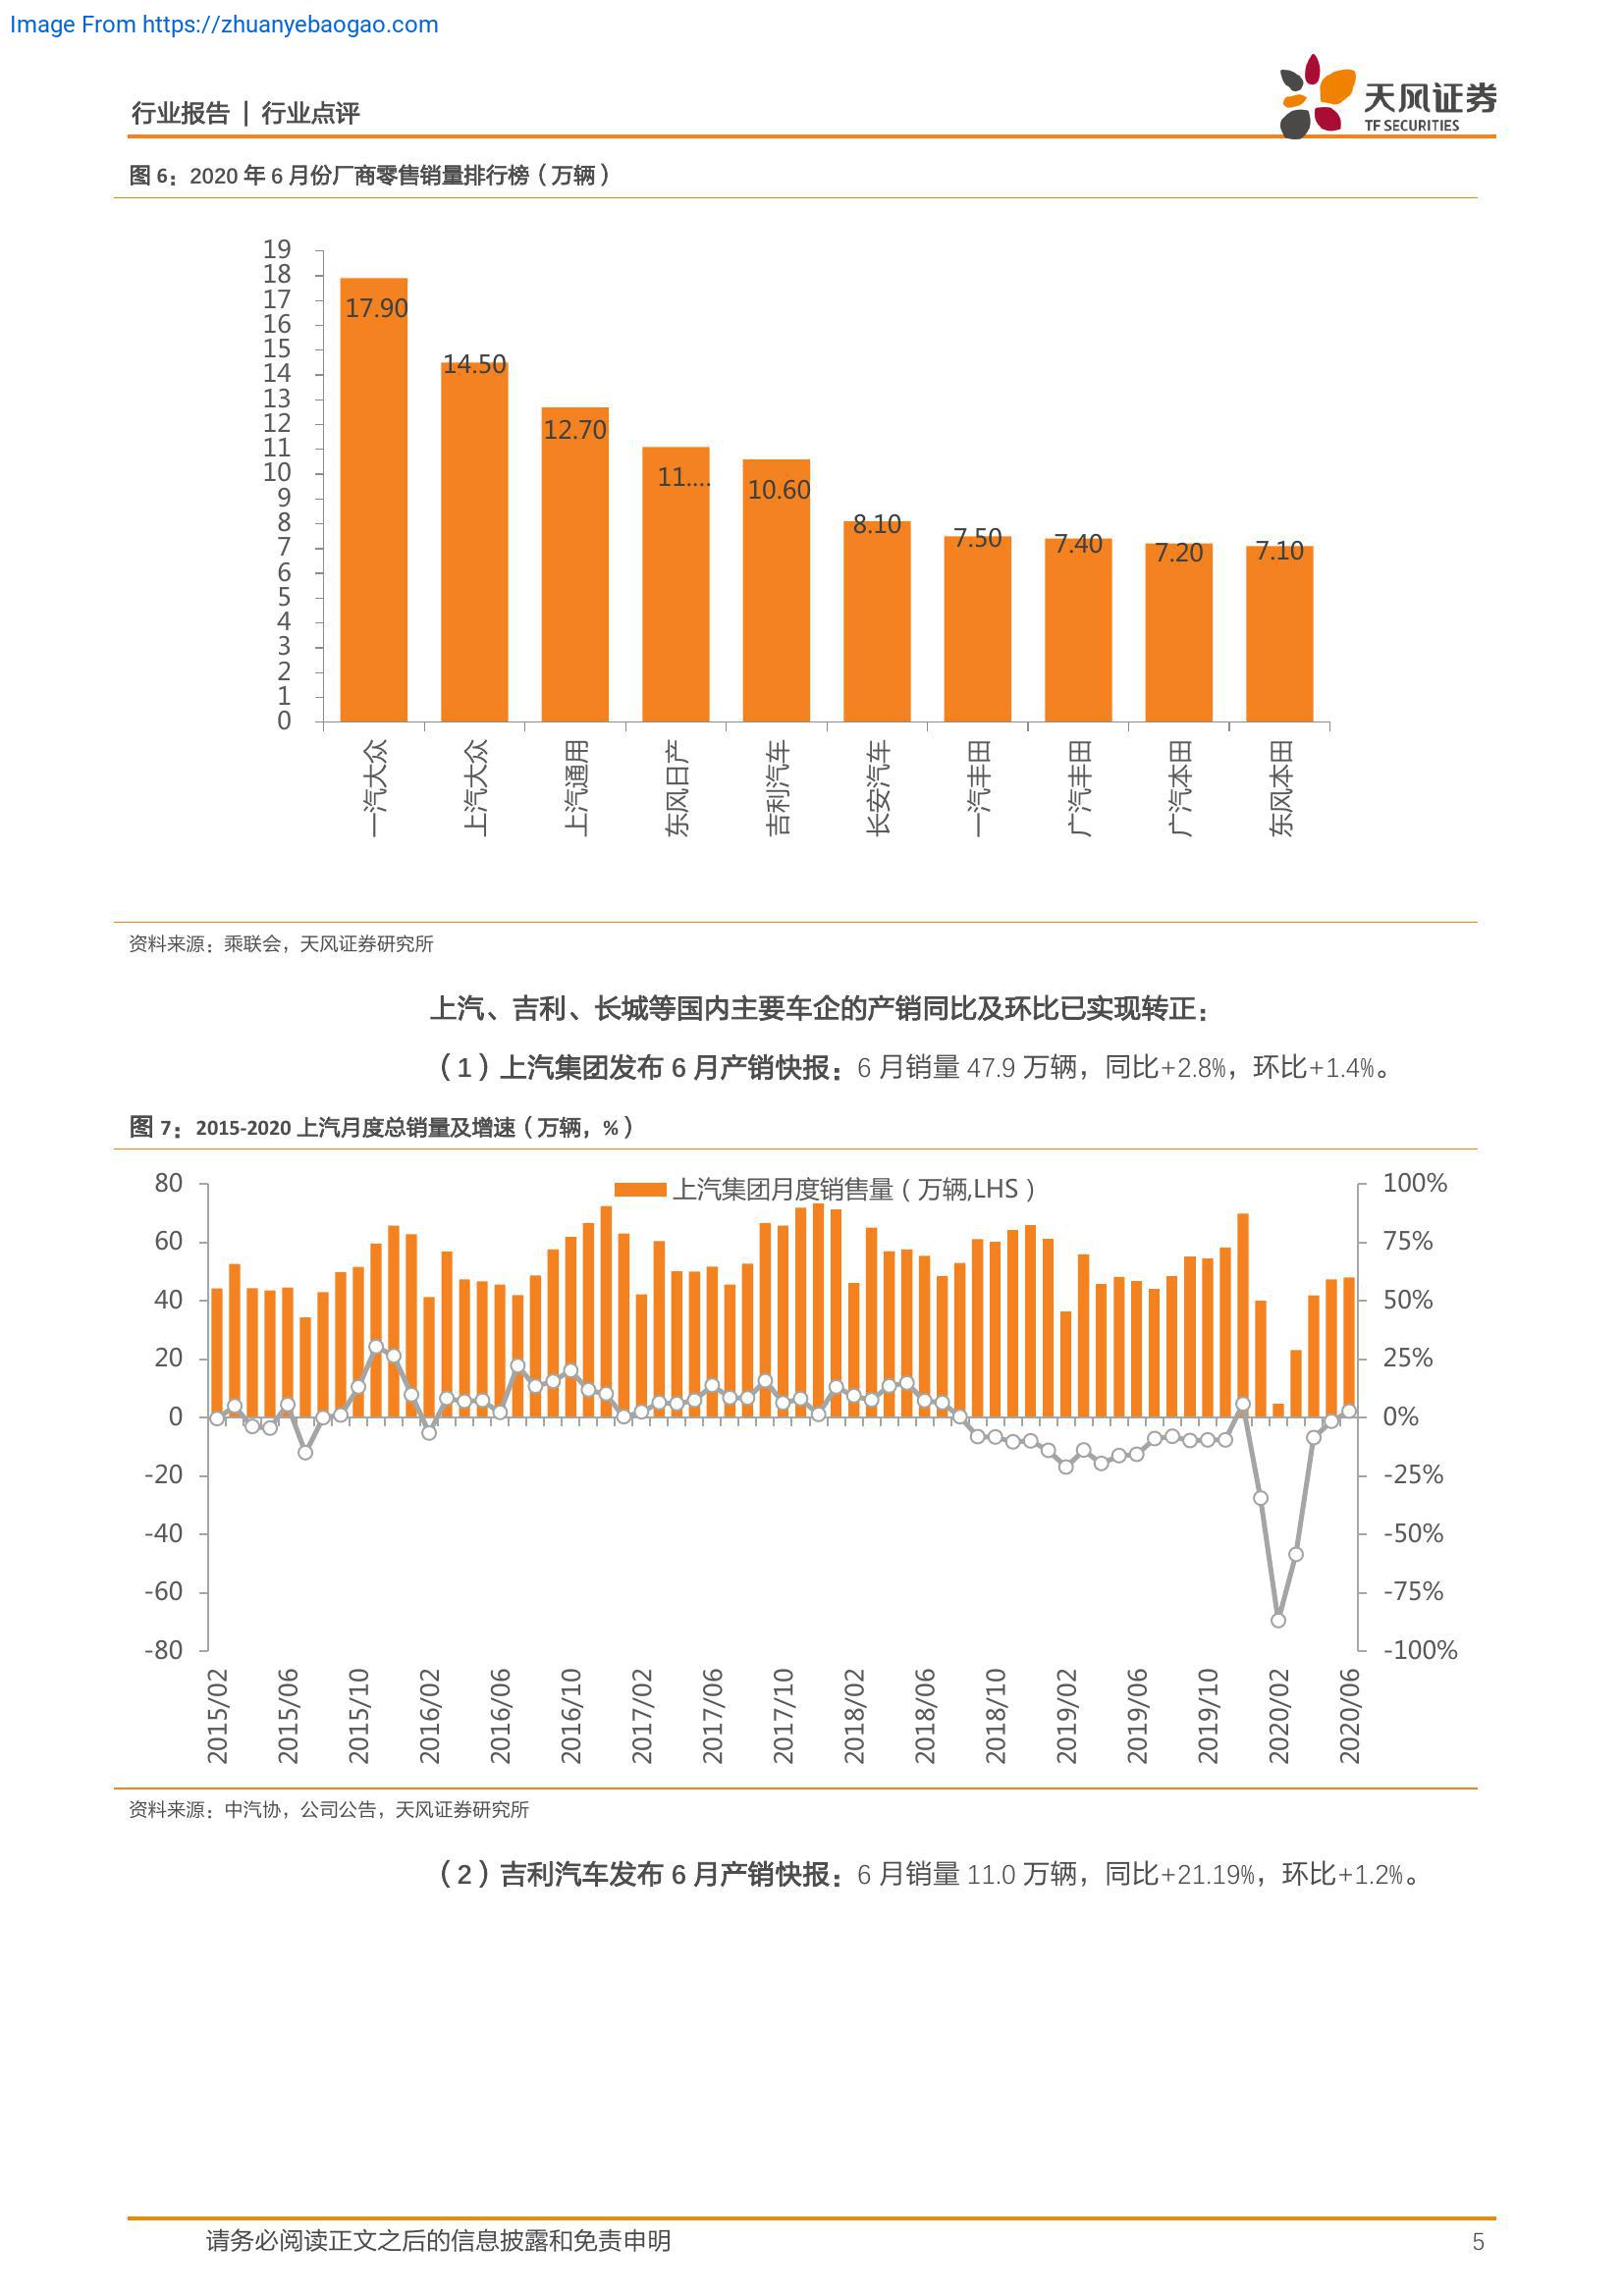 Image From https://zhuanyebaogao.com
行业报告 | 行业点评
天风证券
TF SECURITIES
图 6：2020 年 6 月份厂商零售销量排行榜（万辆）
19
18
17
16
15
14
13
12
11
10
9
8
7
6
5
4
3
2
1
0
17.90
14.50
12.70
11....
10.60
8.10
7.50
7.40
7.20
7.10
一汽大众
上汽大众
上汽通用
东风日产
吉利汽车
长安汽车
一汽丰田
广汽丰田
广汽本田
东风本田
资料来源：乘联会，天风证券研究所
上汽、吉利、长城等国内主要车企的产销同比及环比已实现转正：
（1）上汽集团发布 6 月产销快报：6 月销量 47.9 万辆，同比+2.8%，环比+1.4%。
图 7：2015-2020 上汽月度总销量及增速（万辆，%）
上汽集团月度销售量（万辆,LHS）
80
60
40
20
0
-20
-40
-60
-80
100%
75%
50%
25%
0%
-25%
-50%
-75%
-100%
2015/02
2015/06
2015/10
2016/02
2016/06
2016/10
2017/02
2017/06
2017/10
2018/02
2018/06
2018/10
2019/02
2019/06
2019/10
2020/02
2020/06
资料来源：中汽协，公司公告，天风证券研究所
（2）吉利汽车发布 6 月产销快报：6 月销量 11.0 万辆，同比+21.19%，环比+1.2%。
请务必阅读正文之后的信息披露和免责申明
5